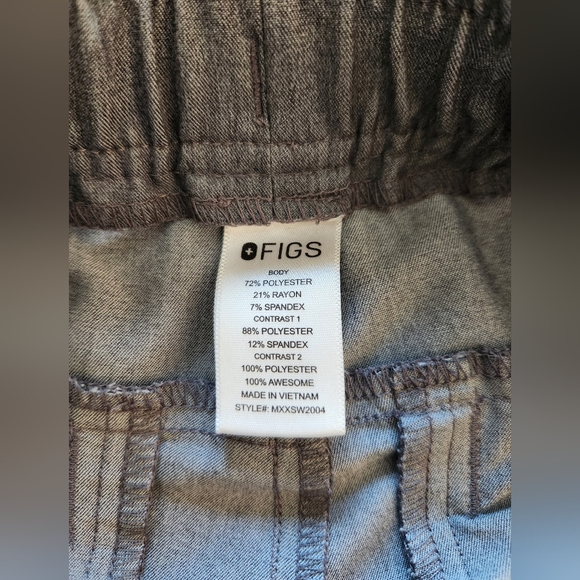 FIGS
BODY
72% POLYESTER
21% RAYON
7% SPANDEX
CONTRAST 1
88% POLYESTER
12% SPANDEX
CONTRAST 2
100% POLYESTER
100% AWESOME
MADE IN VIETNAM
STYLE#: MXXSW2004